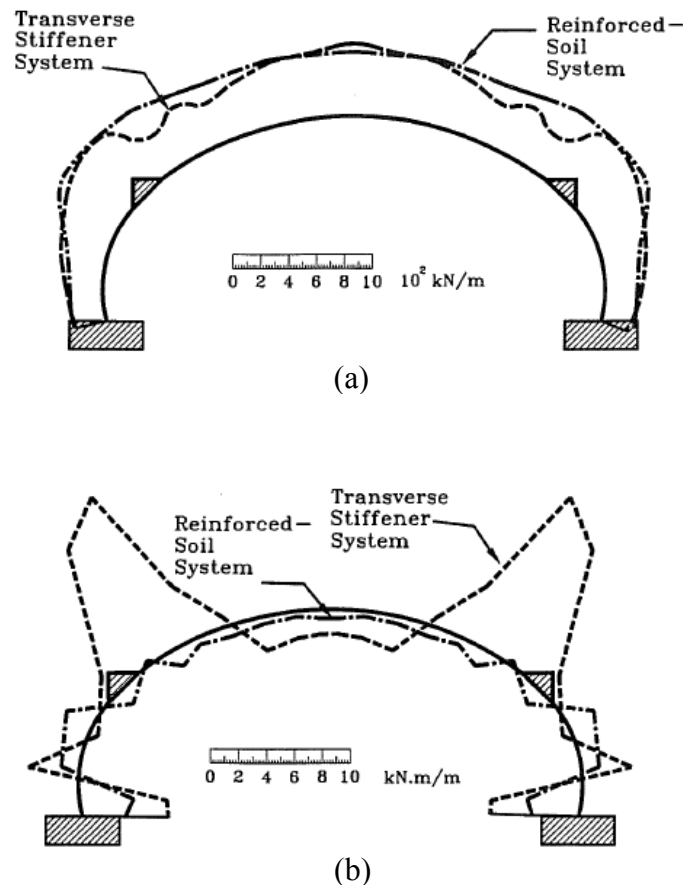 Transverse
Stiffener
System
Reinforced-
Soil
System
0 2 4 6 8 10 10² kN/m
(a)
Reinforced-
Soil
System
Transverse
Stiffener
System
0 2 4 6 8 10 kN.m/m
(b)